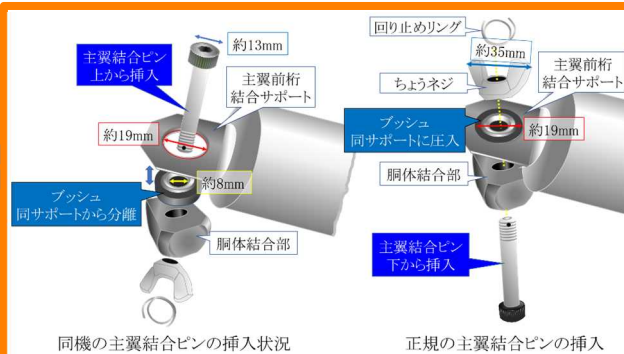 約13mm
主翼結合ピン
上から挿入
主翼前桁
結合サポート
約19mm
約8mm
ブッシュ
同サポートから分離
胴体結合部
同機の主翼結合ピンの挿入状況
回り止めリング
約35mm
ちょうネジ
主翼前桁
結合サポート
ブッシュ
同サポートに圧入
約19mm
胴体結合部
主翼結合ピン
下から挿入
正規の主翼結合ピンの挿入